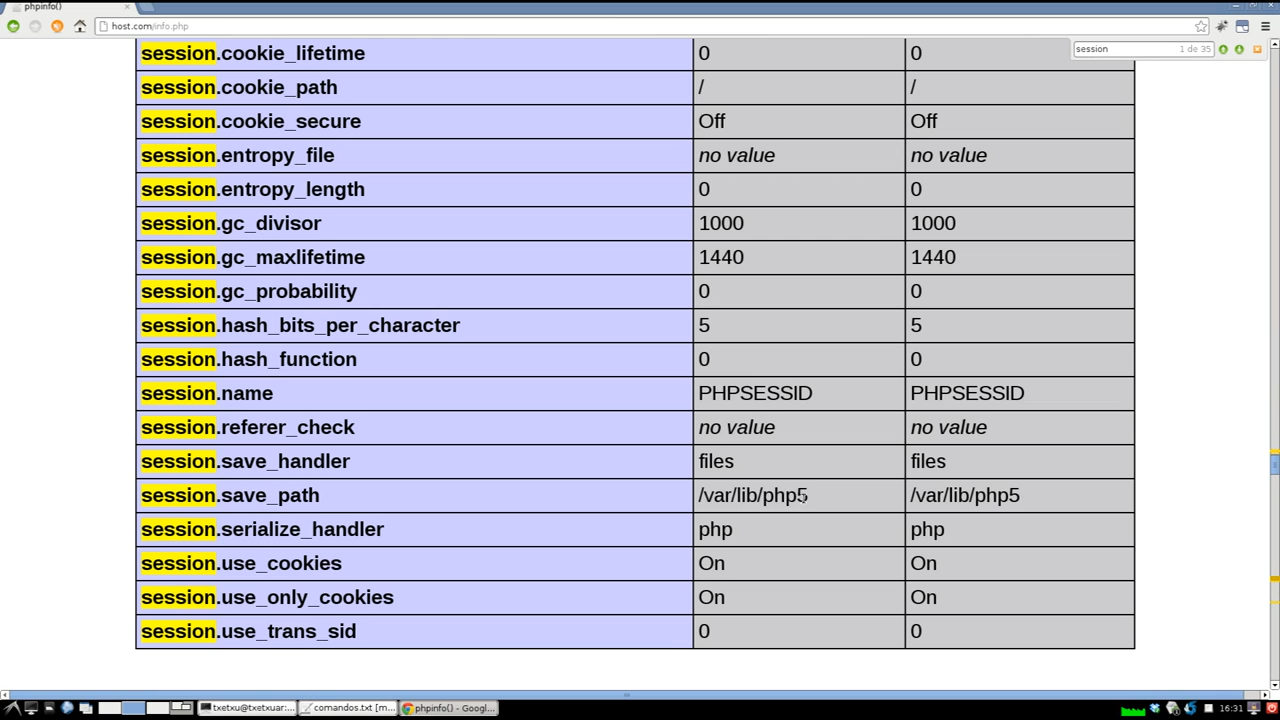 phpinfo()
host.com/info.php
session 1 de 35
session.cookie_lifetime 0 0
session.cookie_path / /
session.cookie_secure Off Off
session.entropy_file no value no value
session.entropy_length 0 0
session.gc_divisor 1000 1000
session.gc_maxlifetime 1440 1440
session.gc_probability 0 0
session.hash_bits_per_character 5 5
session.hash_function 0 0
session.name PHPSESSID PHPSESSID
session.referer_check no value no value
session.save_handler files files
session.save_path /var/lib/php5 /var/lib/php5
session.serialize_handler php php
session.use_cookies On On
session.use_only_cookies On On
session.use_trans_sid 0 0
txetxu@txetxuar:... comandos.txt [m... phpinfo() - Googl... 16:31